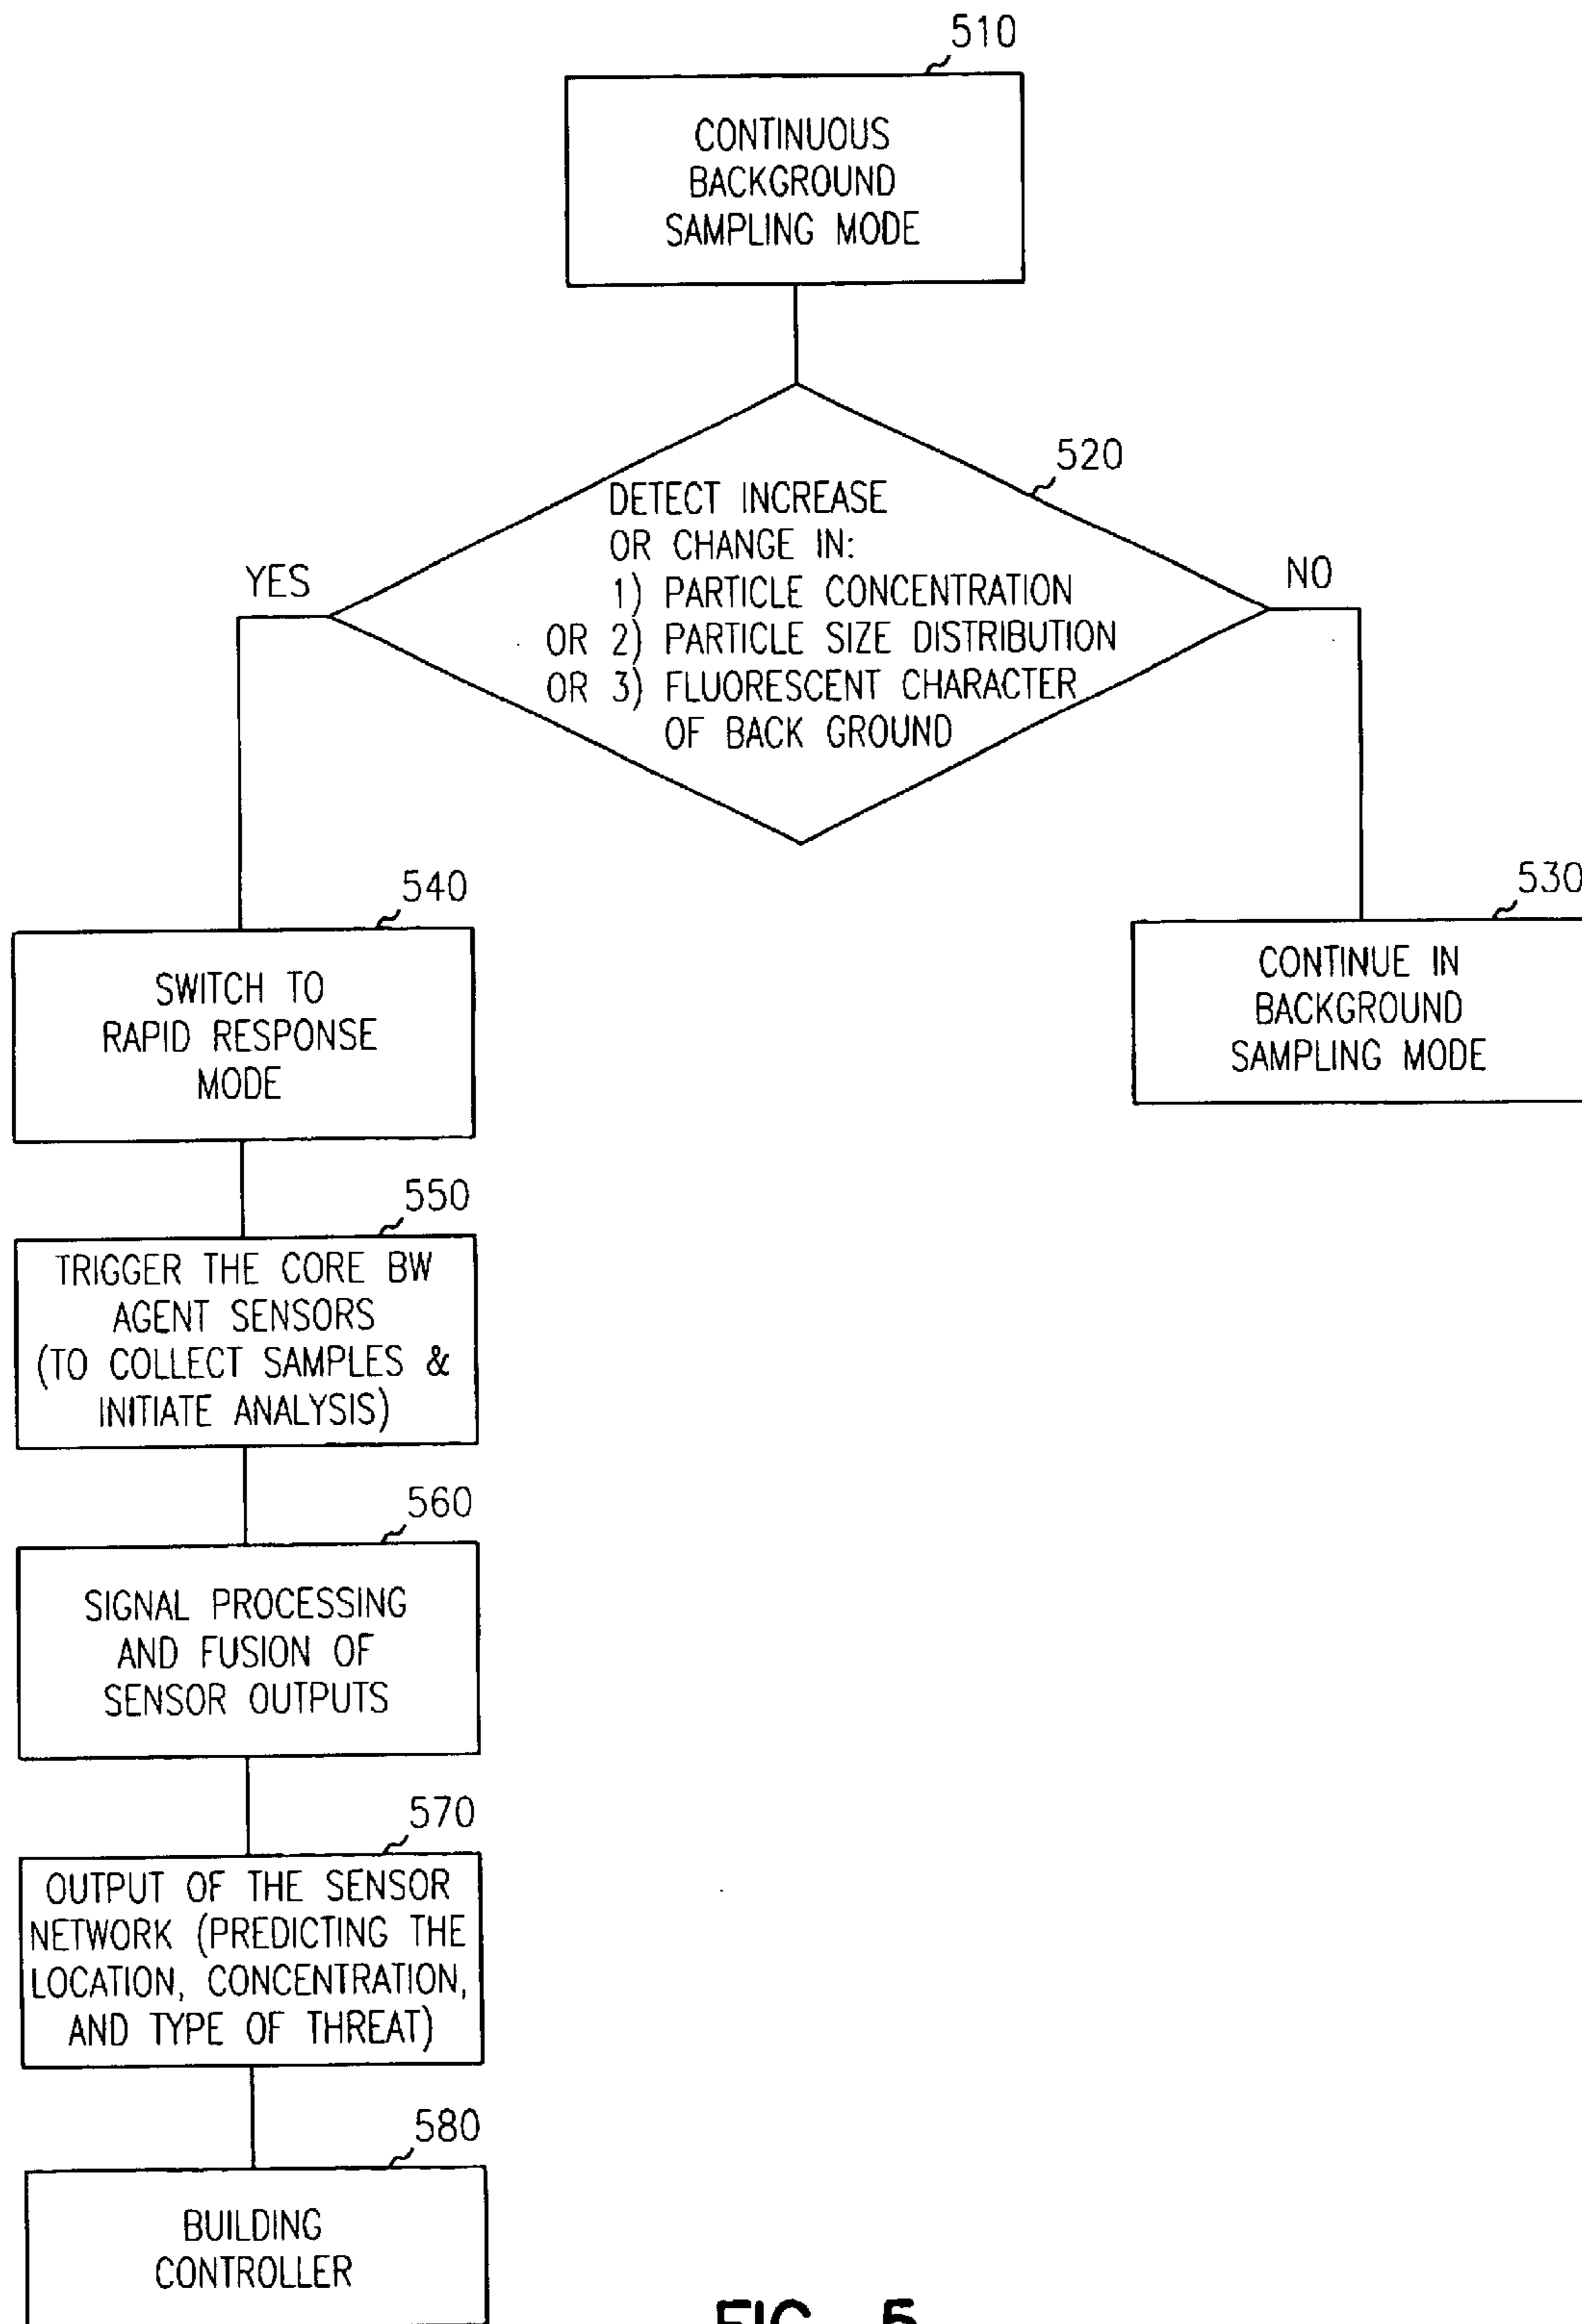 510
CONTINUOUS
BACKGROUND
SAMPLING MODE
520
DETECT INCREASE
OR CHANGE IN:
1) PARTICLE CONCENTRATION
OR 2) PARTICLE SIZE DISTRIBUTION
OR 3) FLUORESCENT CHARACTER
OF BACK GROUND
YES
NO
540
SWITCH TO
RAPID RESPONSE
MODE
530
CONTINUE IN
BACKGROUND
SAMPLING MODE
550
TRIGGER THE CORE BW
AGENT SENSORS
(TO COLLECT SAMPLES &
INITIATE ANALYSIS)
560
SIGNAL PROCESSING
AND FUSION OF
SENSOR OUTPUTS
570
OUTPUT OF THE SENSOR
NETWORK (PREDICTING THE
LOCATION, CONCENTRATION,
AND TYPE OF THREAT)
580
BUILDING
CONTROLLER
FIG. 5